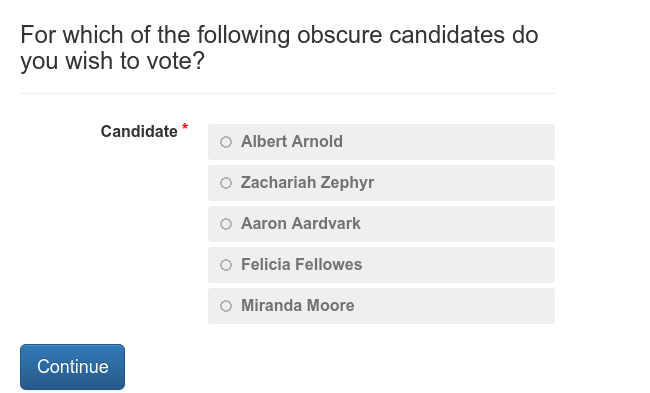 For which of the following obscure candidates do
you wish to vote?
Candidate *
Albert Arnold
Zachariah Zephyr
Aaron Aardvark
Felicia Fellowes
Miranda Moore
Continue